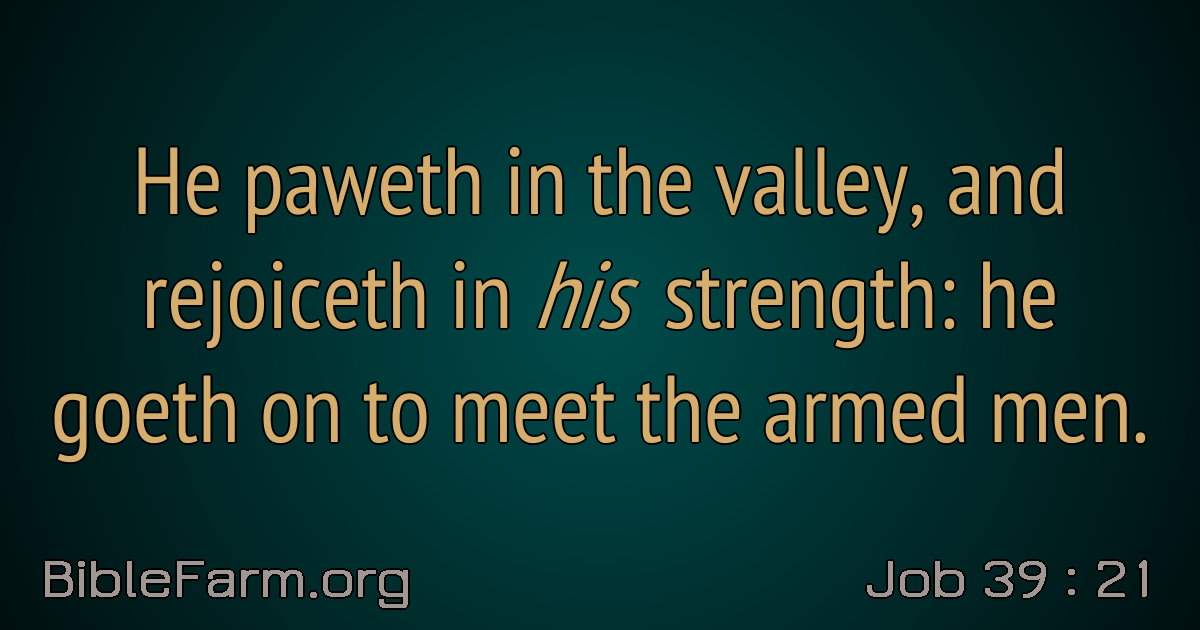 He paweth in the valley, and
rejoiceth in his strength: he
goeth on to meet the armed men.
BibleFarm.org
Job 39 : 21